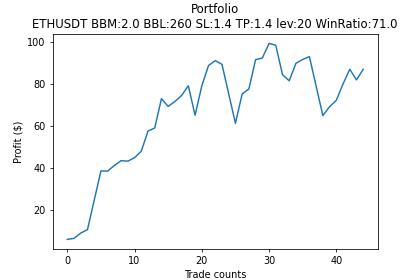 Portfolio
ETHUSDT BBM:2.0 BBL:260 SL:1.4 TP:1.4 lev:20 WinRatio:71.0
Profit ($)
100
80
60
40
20
0
10
20
30
40
Trade counts